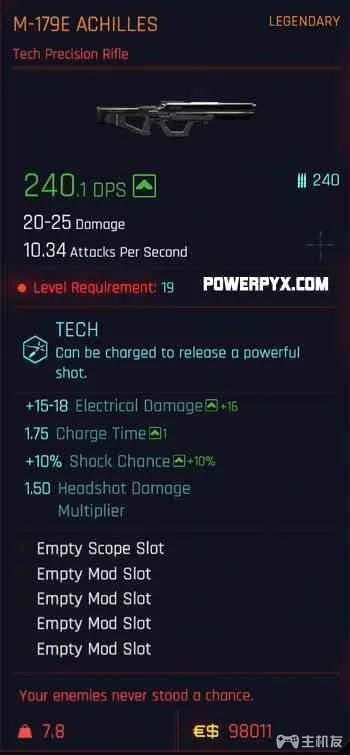 M-179E ACHILLES
LEGENDARY
Tech Precision Rifle
240.1 DPS
240
20-25 Damage
10.34 Attacks Per Second
Level Requirement: 19
POWERPYX.COM
TECH
Can be charged to release a powerful
shot.
+15-18 Electrical Damage +16
1.75 Charge Time 1
+10% Shock Chance +10%
1.50 Headshot Damage
Multiplier
Empty Scope Slot
Empty Mod Slot
Empty Mod Slot
Empty Mod Slot
Empty Mod Slot
Your enemies never stood a chance.
7.8
€$ 98011
主机友